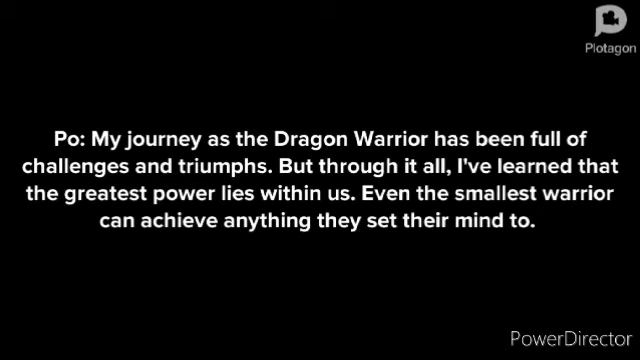 Plotagon
Po: My journey as the Dragon Warrior has been full of
challenges and triumphs. But through it all, I've learned that
the greatest power lies within us. Even the smallest warrior
can achieve anything they set their mind to.
PowerDirector